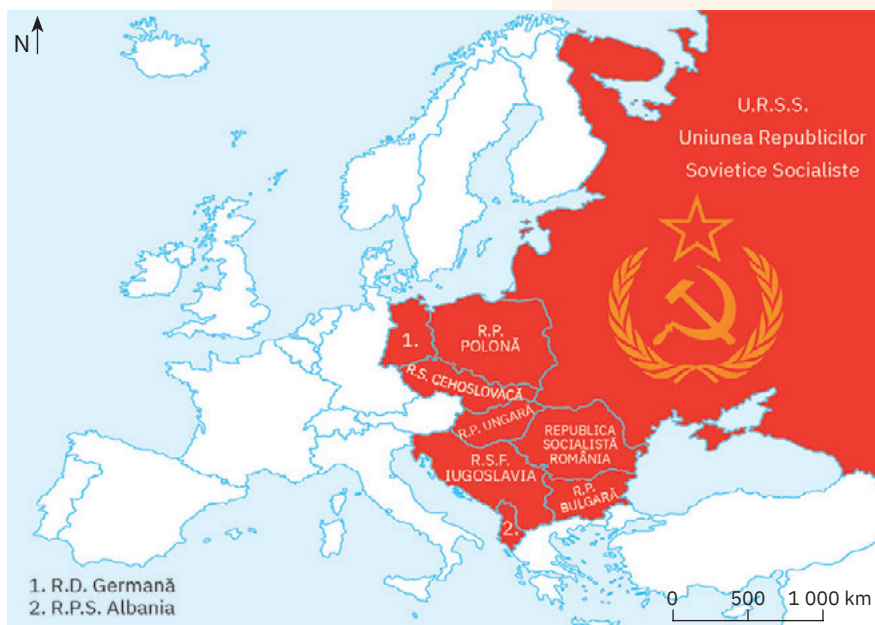 N
U.R.S.S.
Uniunea Republicilor
Sovietice Socialiste
1.
R.P.
POLONĂ
R.S. CEHOSLOVACĂ
R.P. UNGARĂ
REPUBLICA
SOCIALISTĂ
ROMÂNIA
R.S.F.
IUGOSLAVIA
R.P.
BULGARĂ
2.
1. R.D. Germană
2. R.P.S. Albania
0 500 1 000 km